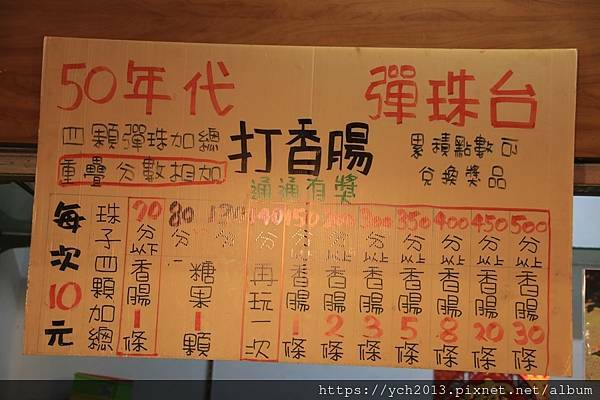 50年代
彈珠台
四顆彈珠加總
重疊分數相加
打香腸
通通有獎
累積點數可
兌換獎品
每次10元
珠子四顆加總
70分以下香腸1條
80分
130分
糖果1顆
140分再玩一次
150分以上香腸1條
200分以上香腸2條
300分以上香腸3條
350分以上香腸5條
400分以上香腸8條
450分以上香腸20條
500分以上香腸30條
https://ych2013.pixnet.net/album